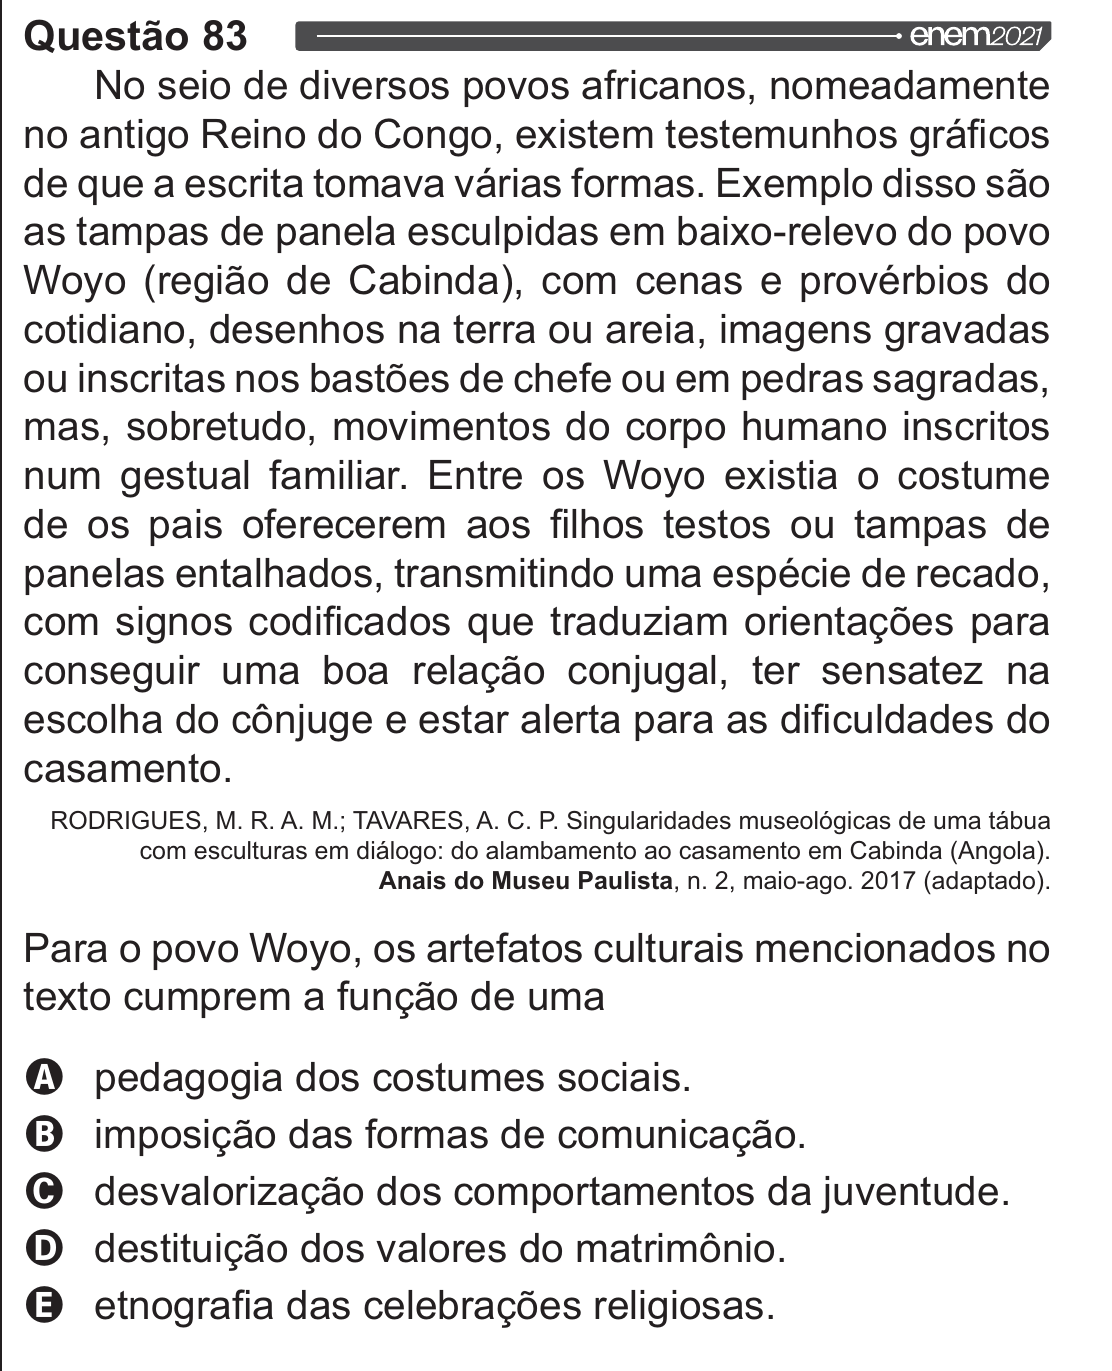 Questão 83
enem2021
No seio de diversos povos africanos, nomeadamente
no antigo Reino do Congo, existem testemunhos gráficos
de que a escrita tomava várias formas. Exemplo disso são
as tampas de panela esculpidas em baixo-relevo do povo
Woyo (região de Cabinda), com cenas e provérbios do
cotidiano, desenhos na terra ou areia, imagens gravadas
ou inscritas nos bastões de chefe ou em pedras sagradas,
mas, sobretudo, movimentos do corpo humano inscritos
num gestual familiar. Entre os Woyo existia o costume
de os pais oferecerem aos filhos testos ou tampas de
panelas entalhados, transmitindo uma espécie de recado,
com signos codificados que traduziam orientações para
conseguir uma boa relação conjugal, ter sensatez na
escolha do cônjuge e estar alerta para as dificuldades do
casamento.
RODRIGUES, M. R. A. M.; TAVARES, A. C. P. Singularidades museológicas de uma tábua
com esculturas em diálogo: do alambamento ao casamento em Cabinda (Angola).
Anais do Museu Paulista, n. 2, maio-ago. 2017 (adaptado).
Para o povo Woyo, os artefatos culturais mencionados no
texto cumprem a função de uma
A pedagogia dos costumes sociais.
B imposição das formas de comunicação.
C desvalorização dos comportamentos da juventude.
D destituição dos valores do matrimônio.
E etnografia das celebrações religiosas.